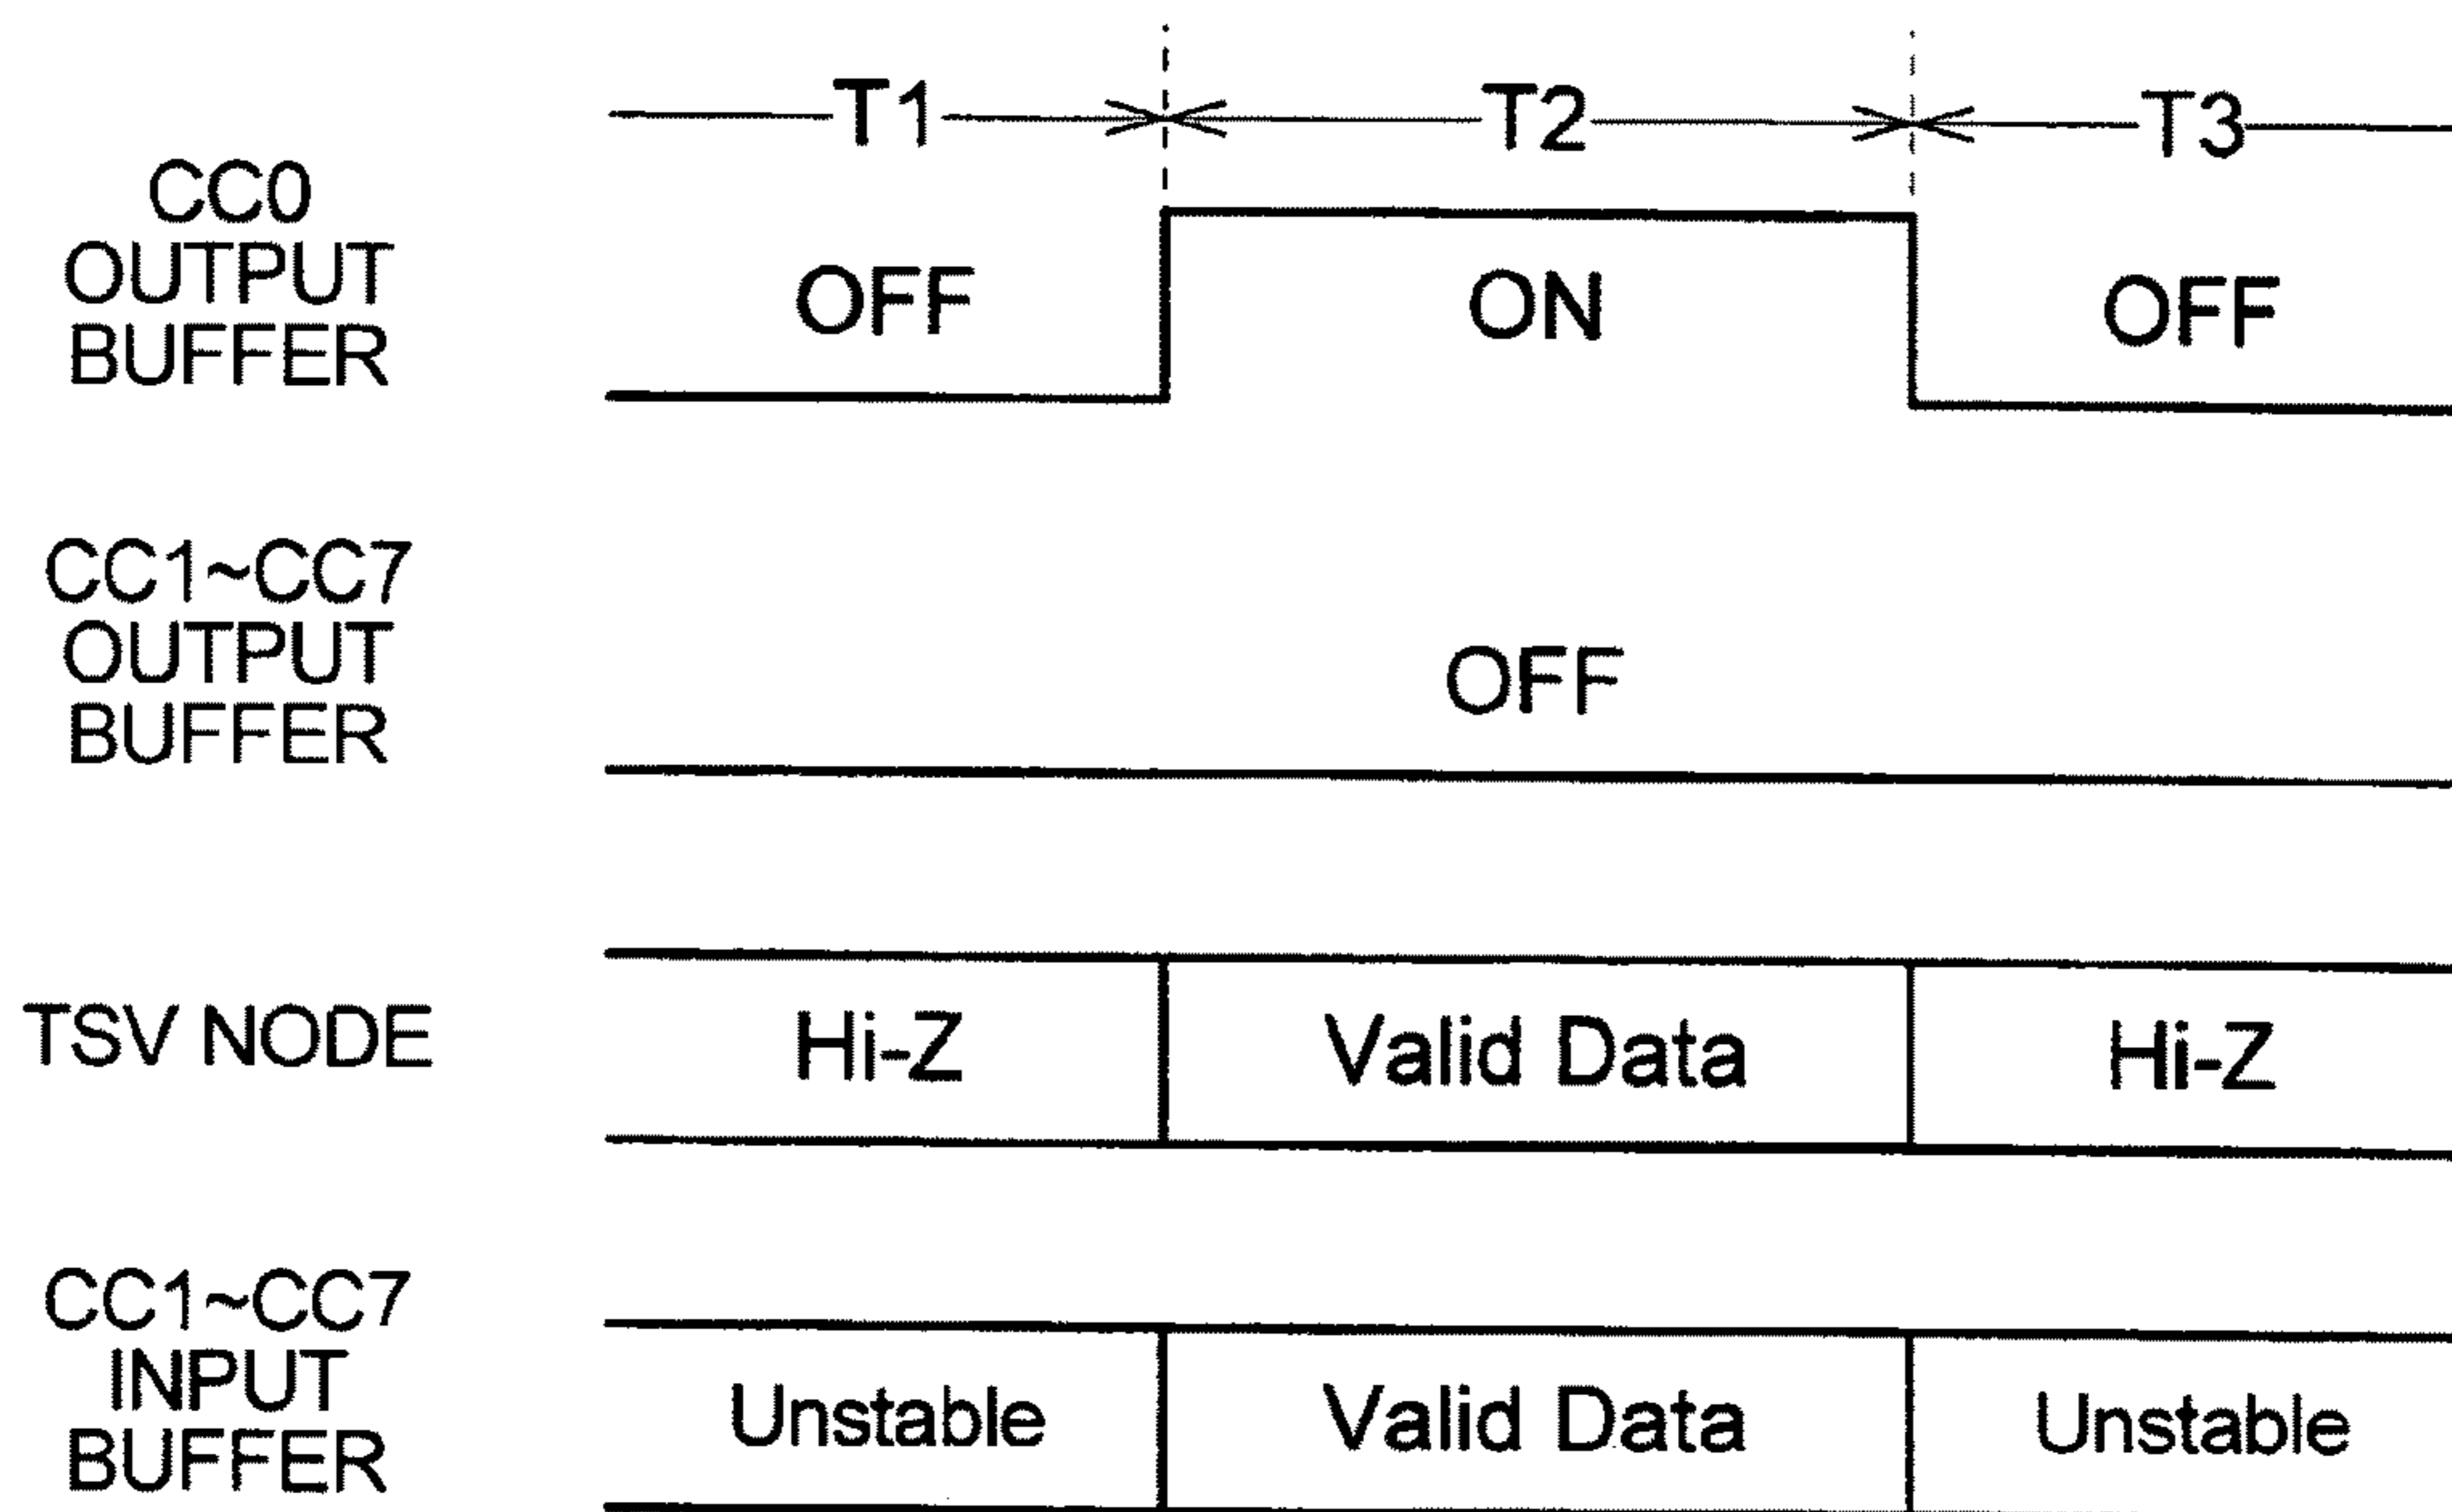 T1 T2 T3
CC0
OUTPUT
BUFFER
OFF ON OFF
CC1~CC7
OUTPUT
BUFFER
OFF
TSV NODE
Hi-Z Valid Data Hi-Z
CC1~CC7
INPUT
BUFFER
Unstable Valid Data Unstable